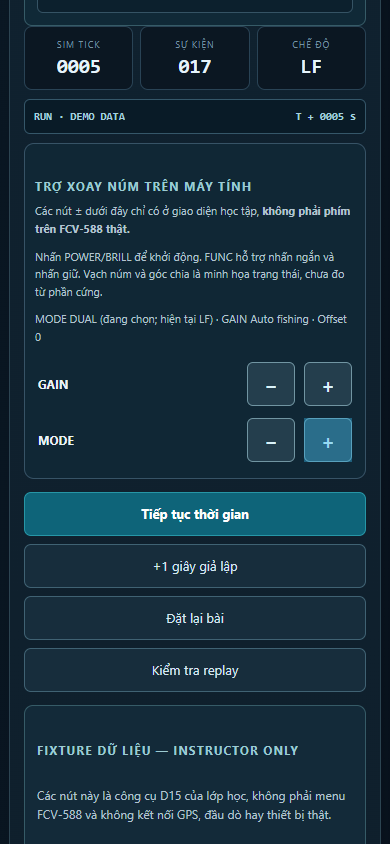 SIM TICK
SỰ KIỆN
CHẾ ĐỘ
0005
017
LF
RUN · DEMO DATA
T + 0005 s
TRỢ XOAY NÚM TRÊN MÁY TÍNH
Các nút ± dưới đây chỉ có ở giao diện học tập, không phải phím
trên FCV-588 thật.
Nhấn POWER/BRILL để khởi động. FUNC hỗ trợ nhấn ngắn và
nhấn giữ. Vạch núm và góc chia là minh họa trạng thái, chưa đo
từ phần cứng.
MODE DUAL (đang chọn; hiện tại LF) · GAIN Auto fishing · Offset
0
GAIN
−
+
MODE
−
+
Tiếp tục thời gian
+1 giây giả lập
Đặt lại bài
Kiểm tra replay
FIXTURE DỮ LIỆU — INSTRUCTOR ONLY
Các nút này là công cụ D15 của lớp học, không phải menu
FCV-588 và không kết nối GPS, đầu dò hay thiết bị thật.